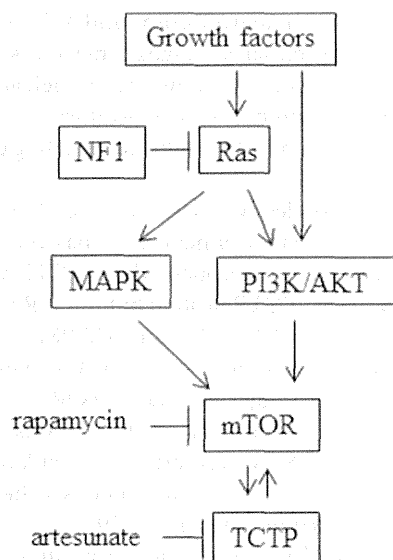 Growth factors
NF1
Ras
MAPK
PI3K/AKT
rapamycin
mTOR
artesunate
TCTP